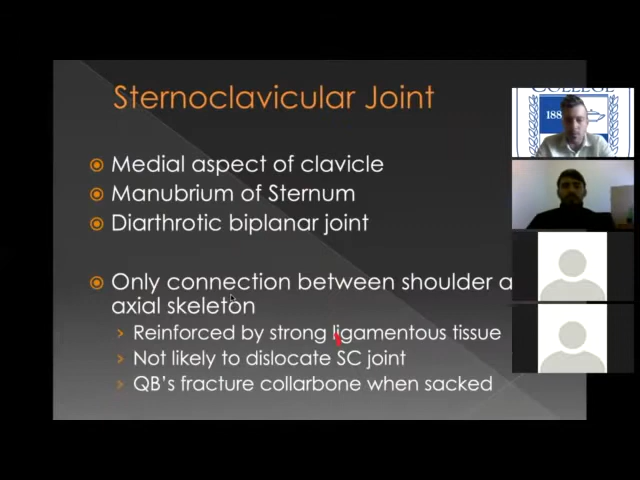 Sternoclavicular Joint
Medial aspect of clavicle
Manubrium of Sternum
Diarthrotic biplanar joint
Only connection between shoulder a
axial skeleton
Reinforced by strong ligamentous tissue
Not likely to dislocate SC joint
QB's fracture collarbone when sacked
COLLEGE
188